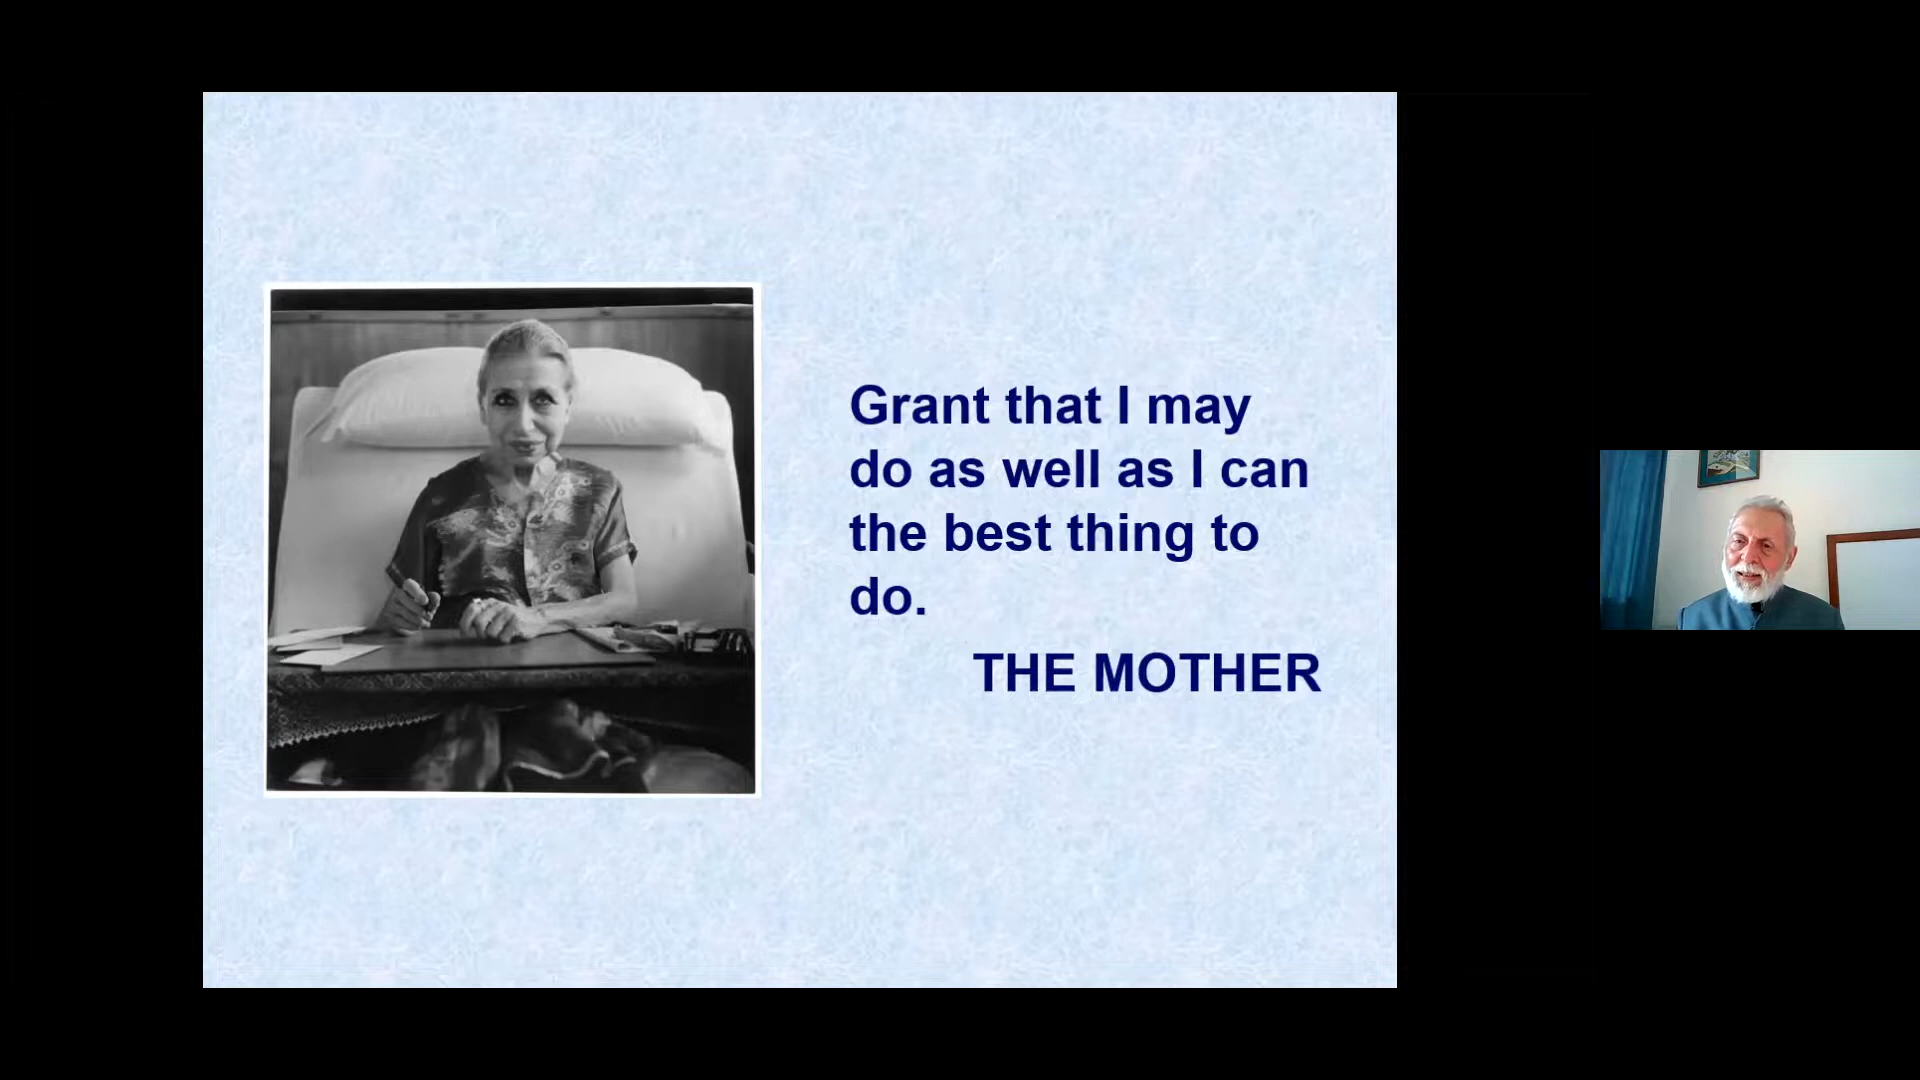 Grant that I may
do as well as I can
the best thing to
do.
THE MOTHER